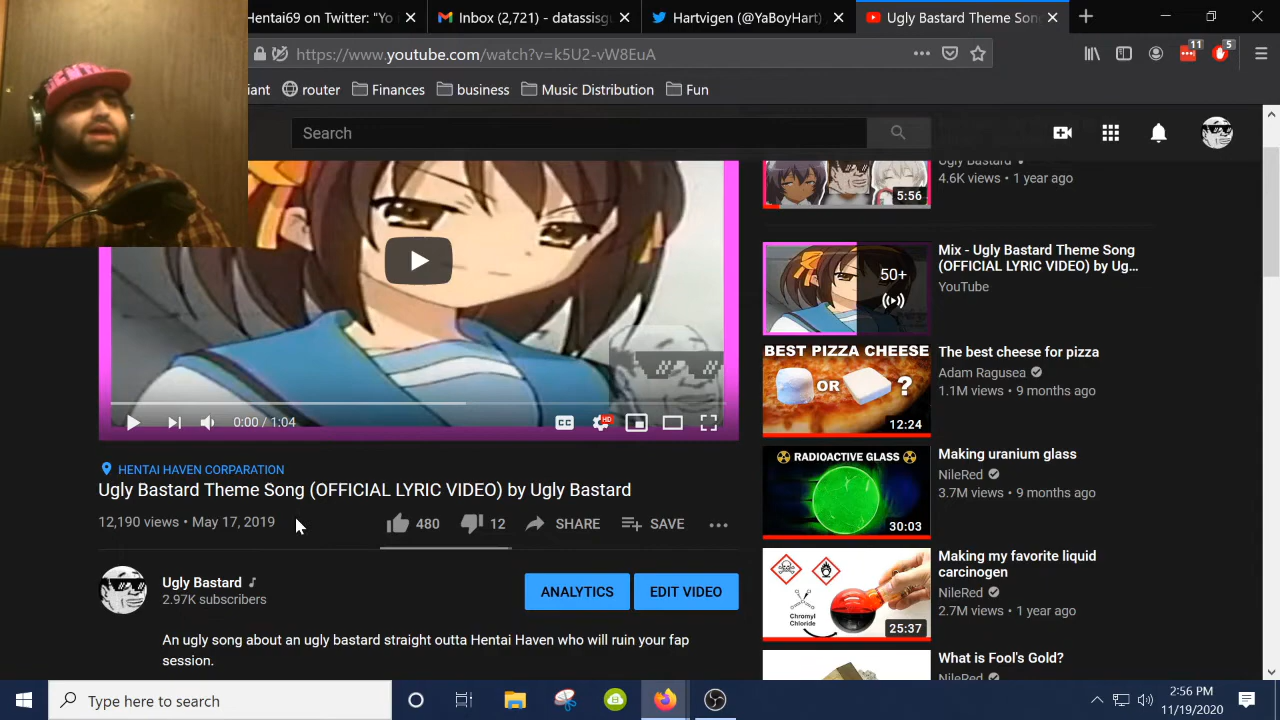 Hentai69 on Twitter: "Yo
Inbox (2,721) - datassisg
Hartvigen (@YaBoyHart)
Ugly Bastard Theme Son
https://www.youtube.com/watch?v=k5U2-vW8EuA
11
5
iant
router
Finances
business
Music Distribution
Fun
Search
Ugly Bastard
4.6K views • 1 year ago
5:56
50+
Mix - Ugly Bastard Theme Song
(OFFICIAL LYRIC VIDEO) by Ug...
YouTube
BEST PIZZA CHEESE
OR
?
12:24
The best cheese for pizza
Adam Ragusea
1.1M views • 9 months ago
0:00 / 1:04
CC
HD
RADIOACTIVE GLASS
30:03
Making uranium glass
NileRed
3.7M views • 9 months ago
HENTAI HAVEN CORPARATION
Ugly Bastard Theme Song (OFFICIAL LYRIC VIDEO) by Ugly Bastard
12,190 views • May 17, 2019
480
12
SHARE
SAVE
Chromyl
Chloride
25:37
Making my favorite liquid
carcinogen
NileRed
2.7M views • 1 year ago
Ugly Bastard
2.97K subscribers
ANALYTICS
EDIT VIDEO
An ugly song about an ugly bastard straight outta Hentai Haven who will ruin your fap
session.
What is Fool's Gold?
NileRed
Type here to search
2:56 PM
11/19/2020